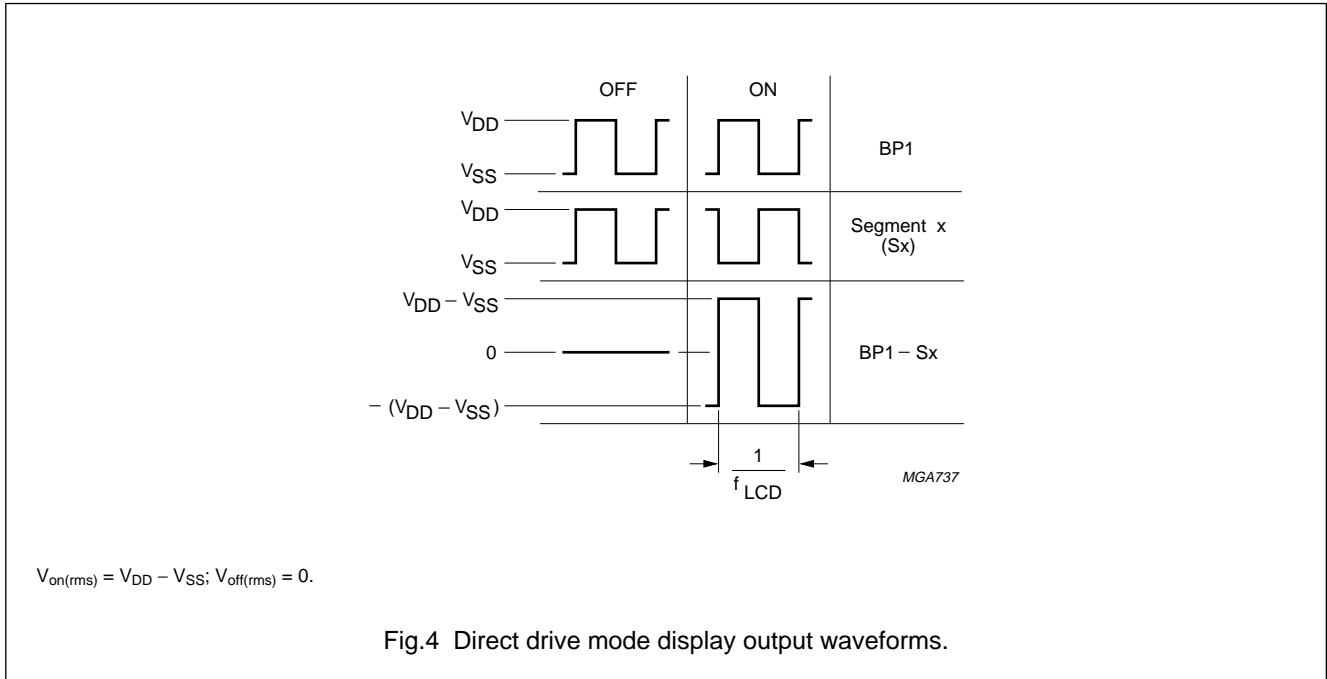 OFF ON
VDD
VSS
BP1
VDD
VSS
Segment x
(Sx)
VDD − VSS
0
− (VDD − VSS)
BP1 − Sx
1
f LCD
MGA737
Von(rms) = VDD − VSS; Voff(rms) = 0.
Fig.4 Direct drive mode display output waveforms.